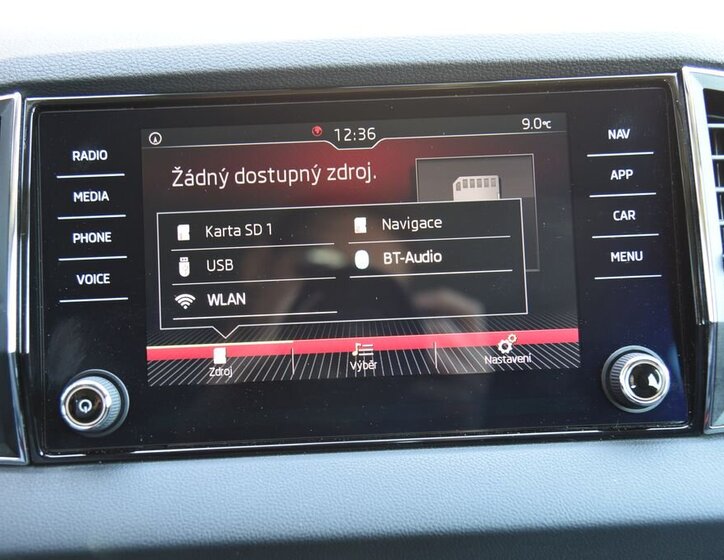 RADIO
MEDIA
PHONE
VOICE
12:36
9.0°C
Žádný dostupný zdroj.
Karta SD 1
Navigace
USB
BT-Audio
WLAN
Zdroj
Výběr
Nastavení
NAV
APP
CAR
MENU